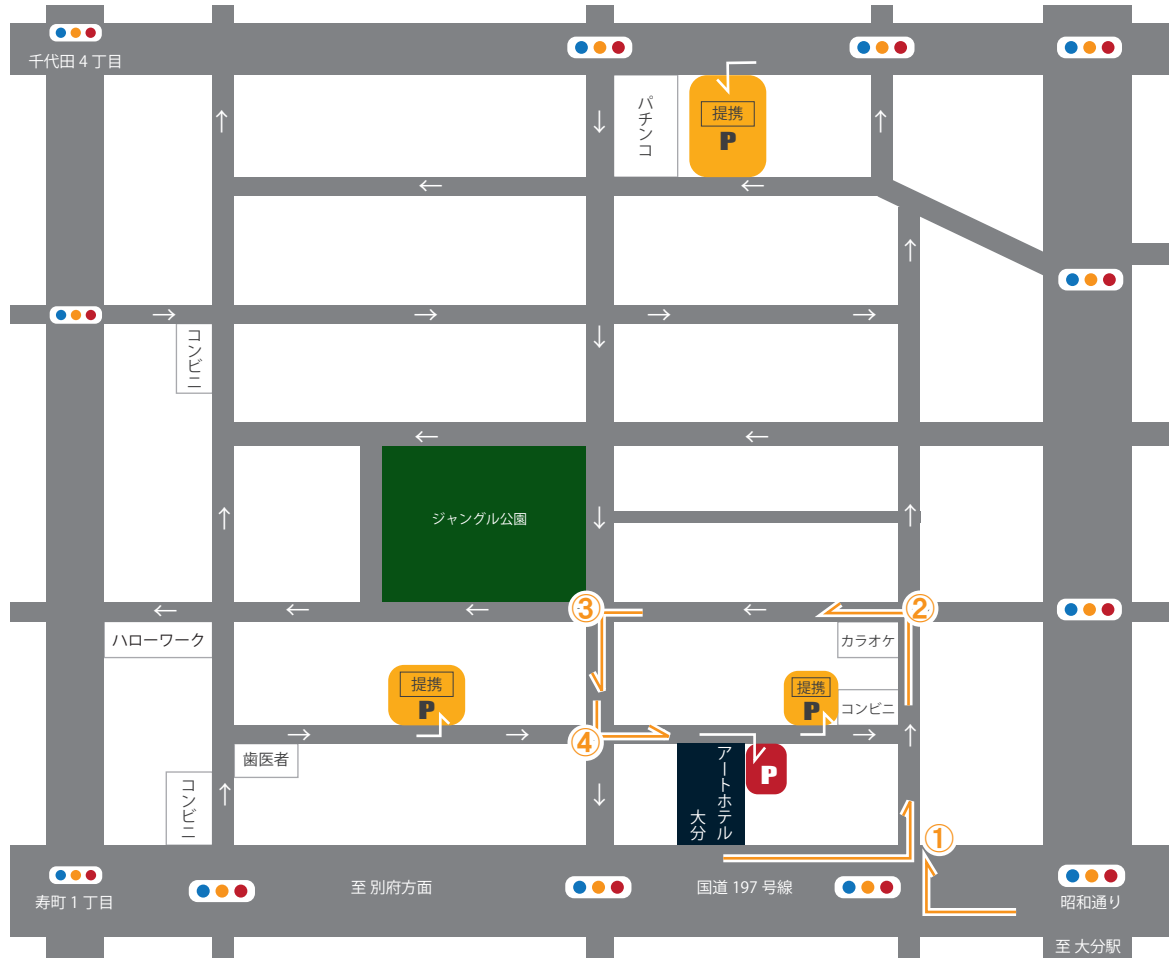 千代田 4 丁目
パチンコ
提携
P
コンビニ
ジャングル公園
③
②
ハローワーク
カラオケ
提携
P
提携
P
コンビニ
④
歯医者
アートホテル
大分
P
コンビニ
①
寿町 1 丁目
至 別府方面
国道 197 号線
昭和通り
至 大分駅